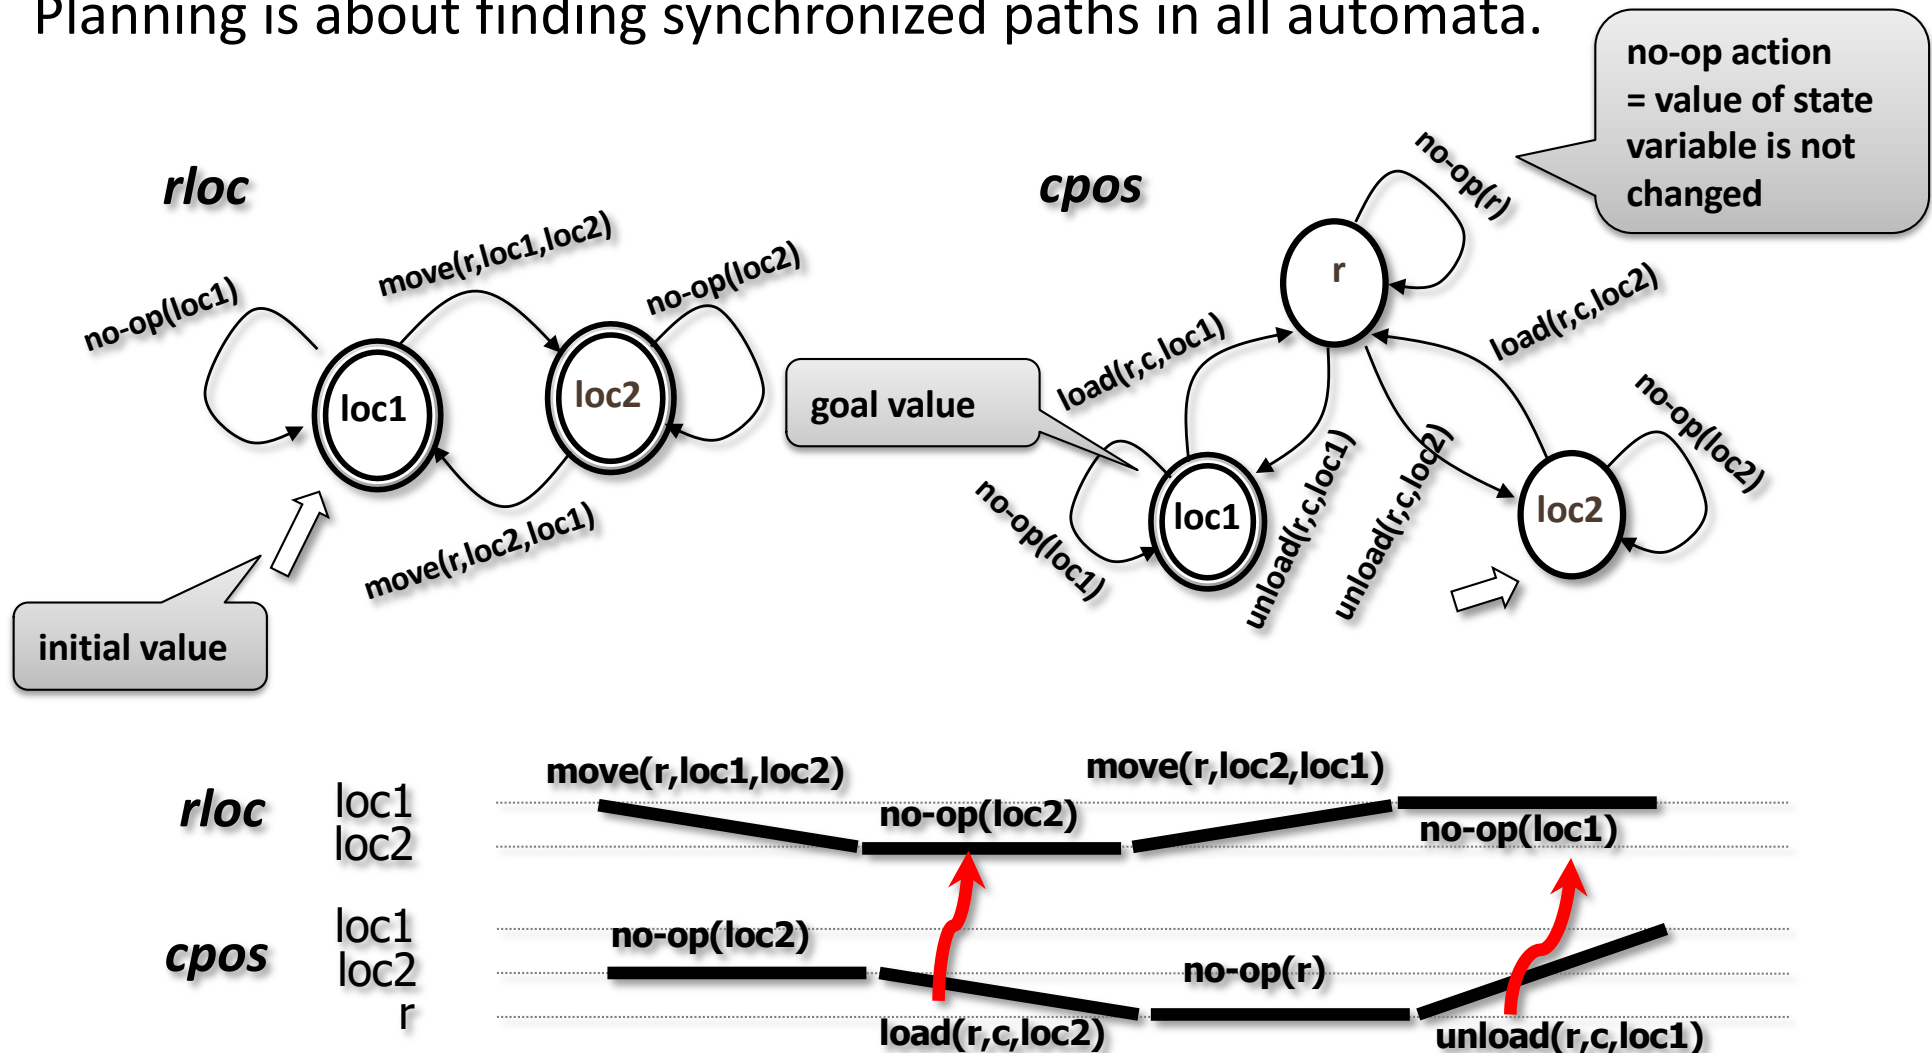 Planning is about finding synchronized paths in all automata.
no-op action
= value of state
variable is not
changed
rloc
cpos
no-op(loc1)
move(r,loc1,loc2)
no-op(loc2)
loc1
loc2
move(r,loc2,loc1)
initial value
no-op(r)
r
load(r,c,loc1)
load(r,c,loc2)
goal value
no-op(loc1)
loc1
unload(r,c,loc1)
unload(r,c,loc2)
loc2
no-op(loc2)
rloc
loc1
loc2
move(r,loc1,loc2)
no-op(loc2)
move(r,loc2,loc1)
no-op(loc1)
cpos
loc1
loc2
r
no-op(loc2)
load(r,c,loc2)
no-op(r)
unload(r,c,loc1)